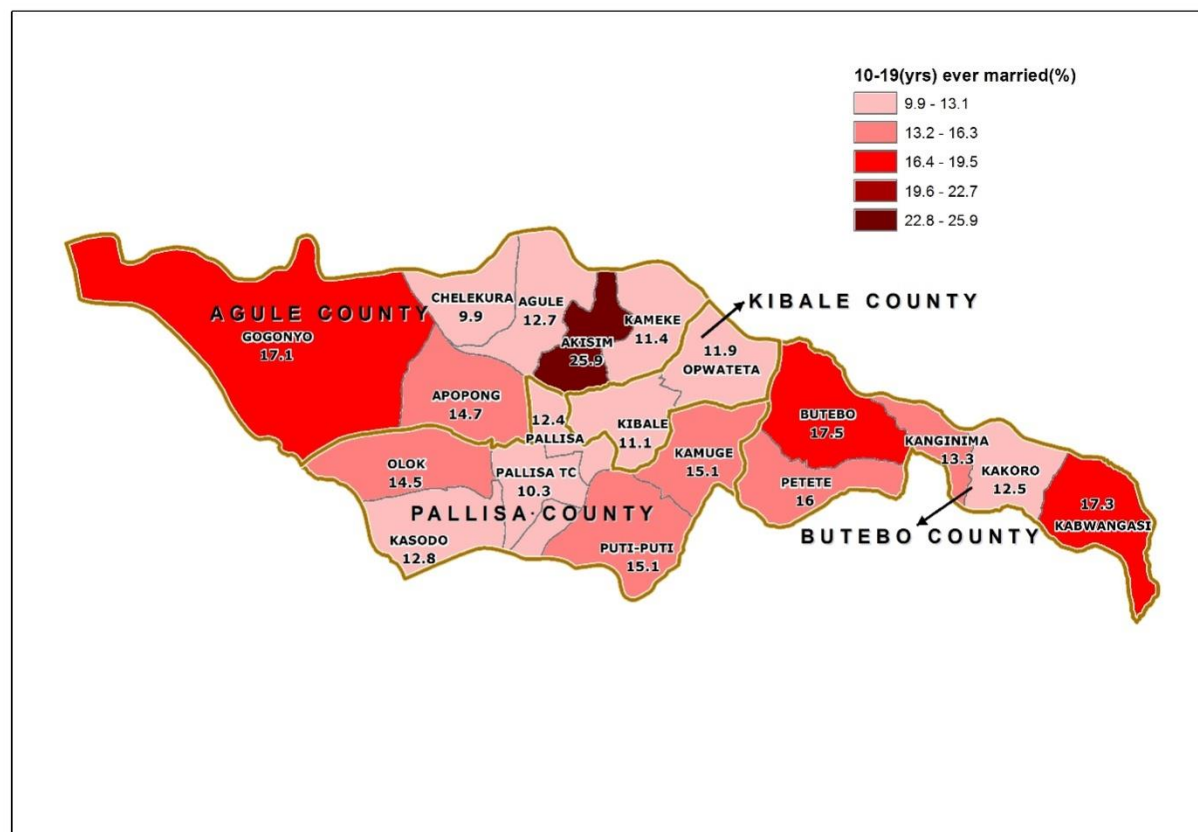 10-19(yrs) ever married(%)
9.9 - 13.1
13.2 - 16.3
16.4 - 19.5
19.6 - 22.7
22.8 - 25.9
AGULE COUNTY
GOGONYO
17.1
CHELEKURA
9.9
AGULE
12.7
AKISIM
25.9
KAMEKE
11.4
KIBALE COUNTY
11.9
OPWATETA
APOPONG
14.7
12.4
PALLISA
KIBALE
11.1
KAMUGE
15.1
BUTEBO
17.5
KANGINIMA
13.3
KAKORO
12.5
17.3
KABWANGASI
OLOK
14.5
PALLISA TC
10.3
PETETE
16
PALLISA COUNTY
BUTEBO COUNTY
KASODO
12.8
PUTI-PUTI
15.1